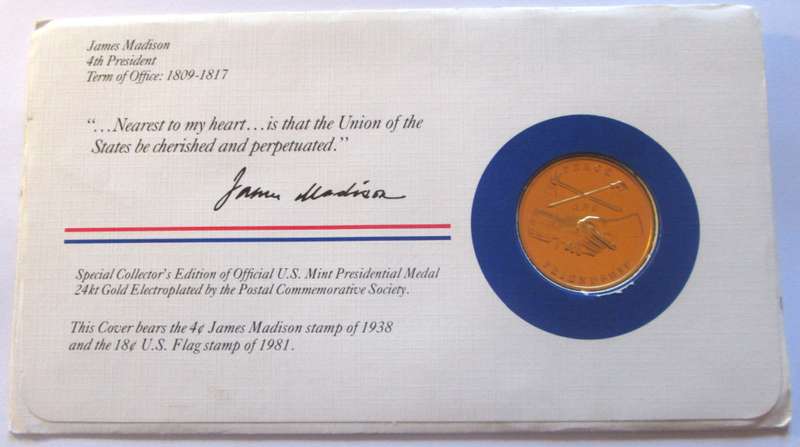 James Madison
4th President
Term of Office: 1809-1817
“…Nearest to my heart…is that the Union of the
States be cherished and perpetuated.”
James Madison
Special Collector's Edition of Official U.S. Mint Presidential Medal
24kt Gold Electroplated by the Postal Commemorative Society.
This Cover bears the 4¢ James Madison stamp of 1938
and the 18¢ U.S. Flag stamp of 1981.
PEACE
AND
FRIENDSHIP